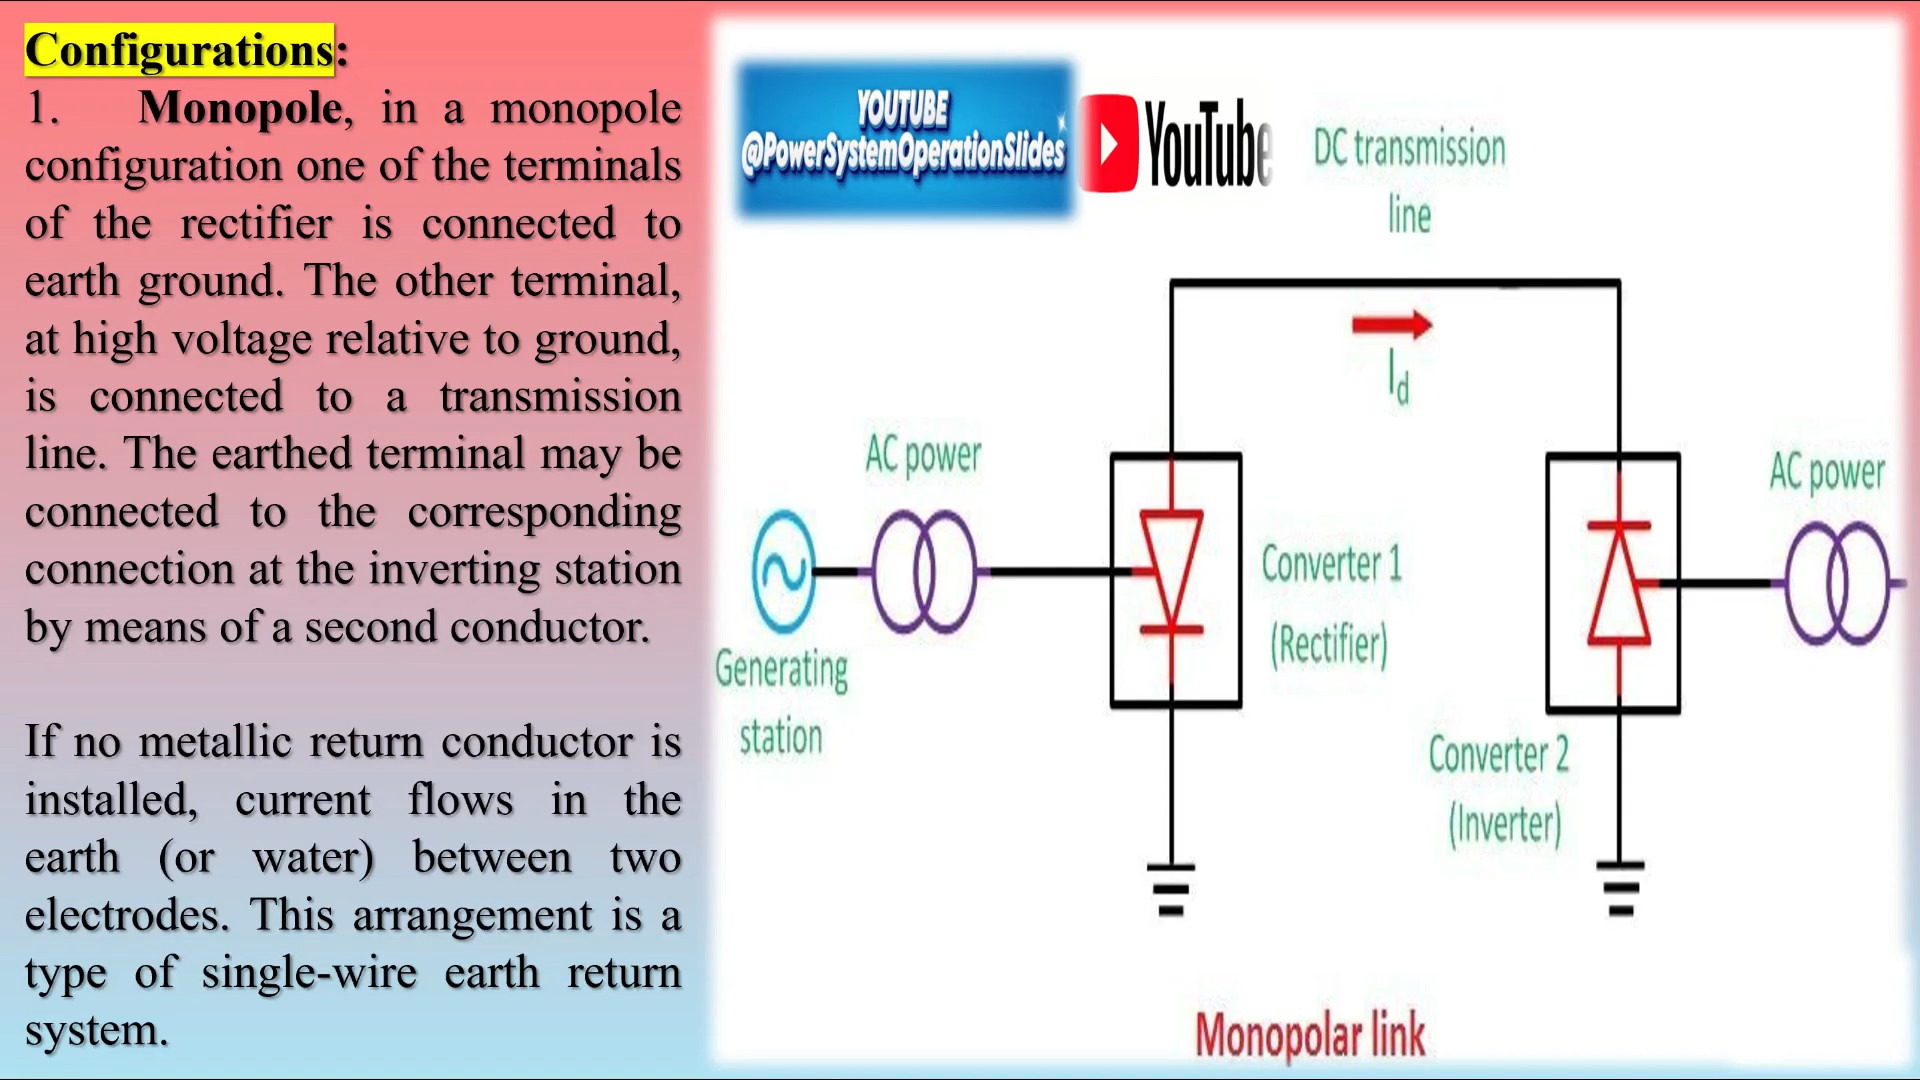 Configurations:
1. Monopole, in a monopole
configuration one of the terminals
of the rectifier is connected to
earth ground. The other terminal,
at high voltage relative to ground,
is connected to a transmission
line. The earthed terminal may be
connected to the corresponding
connection at the inverting station
by means of a second conductor.
If no metallic return conductor is
installed, current flows in the
earth (or water) between two
electrodes. This arrangement is a
type of single-wire earth return
system.
YOUTUBE
@PowerSystemOperationSlides
YouTube
DC transmission
line
Id
AC power
AC power
Converter 1
(Rectifier)
Generating
station
Converter 2
(Inverter)
Monopolar link